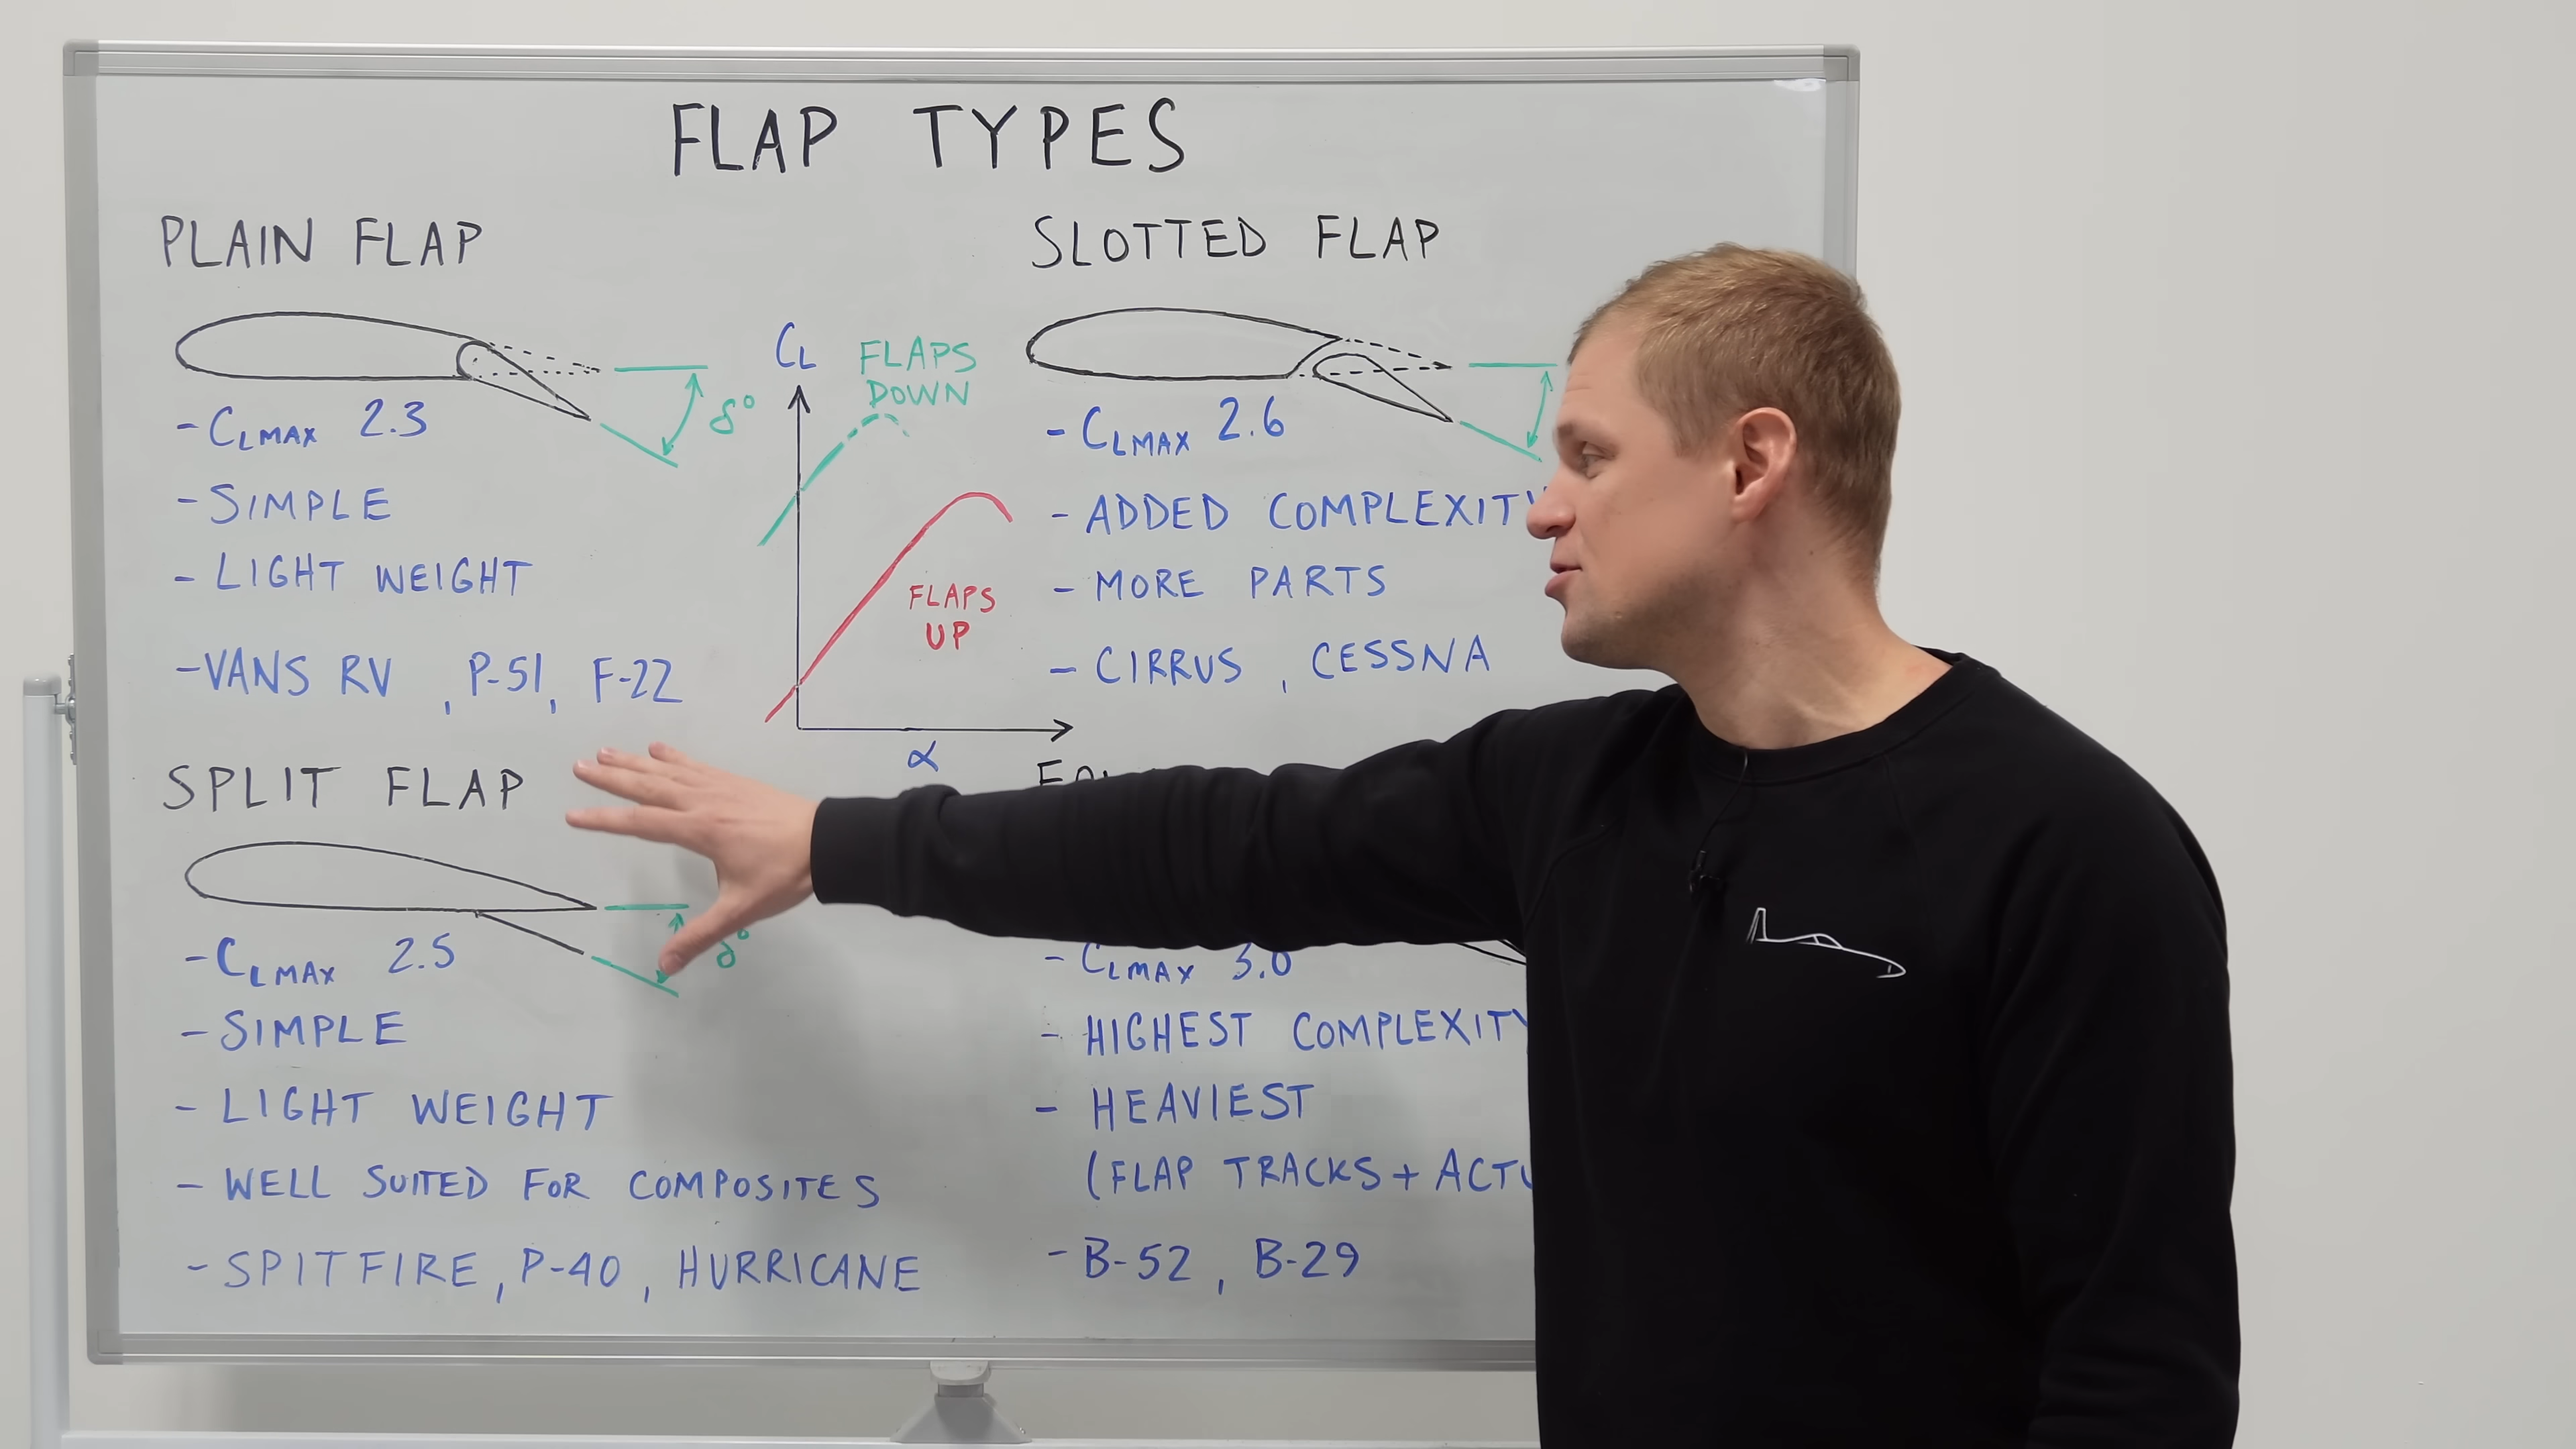 FLAP TYPES
PLAIN FLAP
δ°
- CLMAX 2.3
- SIMPLE
- LIGHT WEIGHT
-VANS RV , P-51, F-22
CL
FLAPS
DOWN
FLAPS
UP
α
SLOTTED FLAP
- CLMAX 2.6
- ADDED COMPLEXITY
- MORE PARTS
- CIRRUS , CESSNA
SPLIT FLAP
δ°
- CLMAX 2.5
- SIMPLE
- LIGHT WEIGHT
- WELL SUITED FOR COMPOSITES
- SPITFIRE, P-40, HURRICANE
- CLMAX 3.0
- HIGHEST COMPLEXITY
- HEAVIEST
(FLAP TRACKS +
- B-52 , B-29